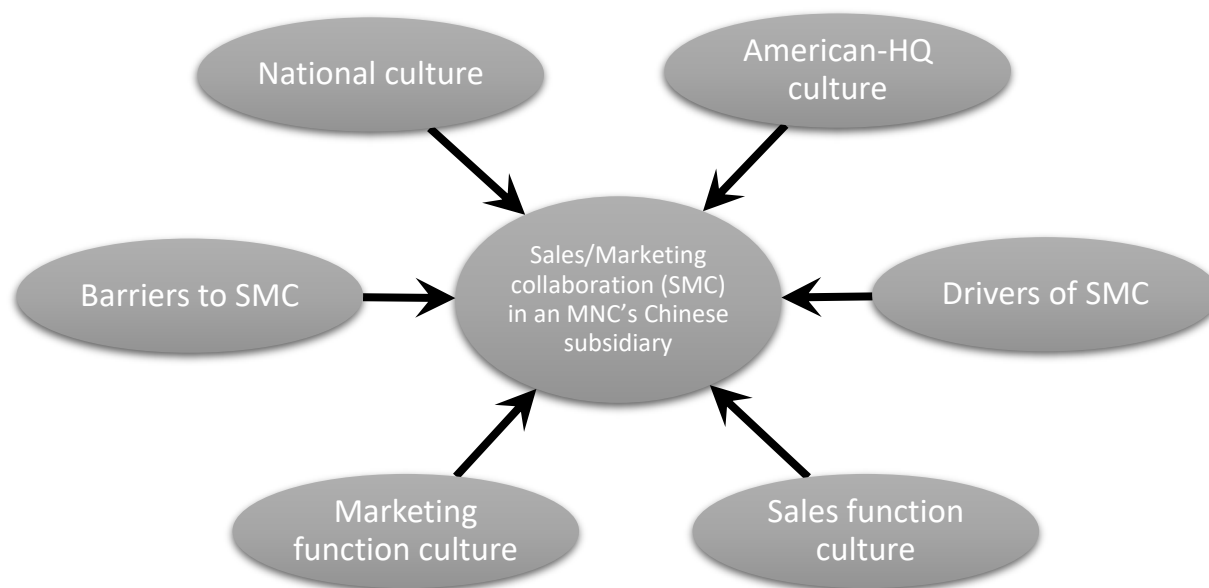 National culture
American-HQ
culture
Barriers to SMC
Sales/Marketing
collaboration (SMC)
in an MNC’s Chinese
subsidiary
Drivers of SMC
Marketing
function culture
Sales function
culture